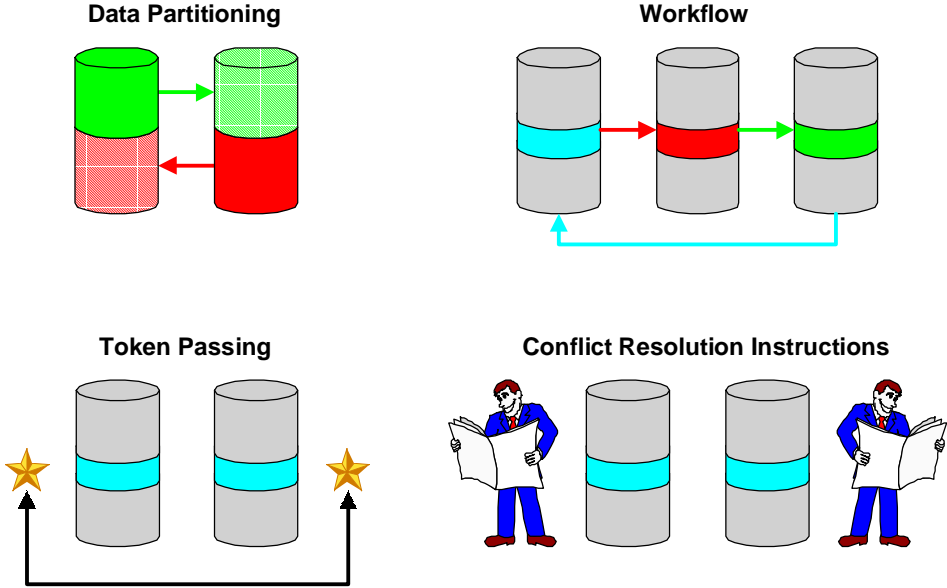 Data Partitioning
Workflow
Token Passing
Conflict Resolution Instructions